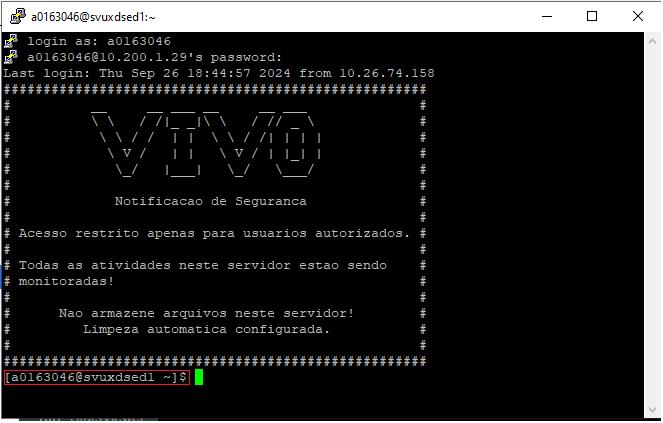 a0163046@svuxdsed1:~
login as: a0163046
a0163046@10.200.1.29's password:
Last login: Thu Sep 26 18:44:57 2024 from 10.26.74.158
####################################################
VIVO
# Notificacao de Seguranca #
# Acesso restrito apenas para usuarios autorizados. #
# Todas as atividades neste servidor estao sendo #
# monitoradas! #
# Nao armazene arquivos neste servidor! #
# Limpeza automatica configurada. #
####################################################
[a0163046@svuxdsed1 ~]$